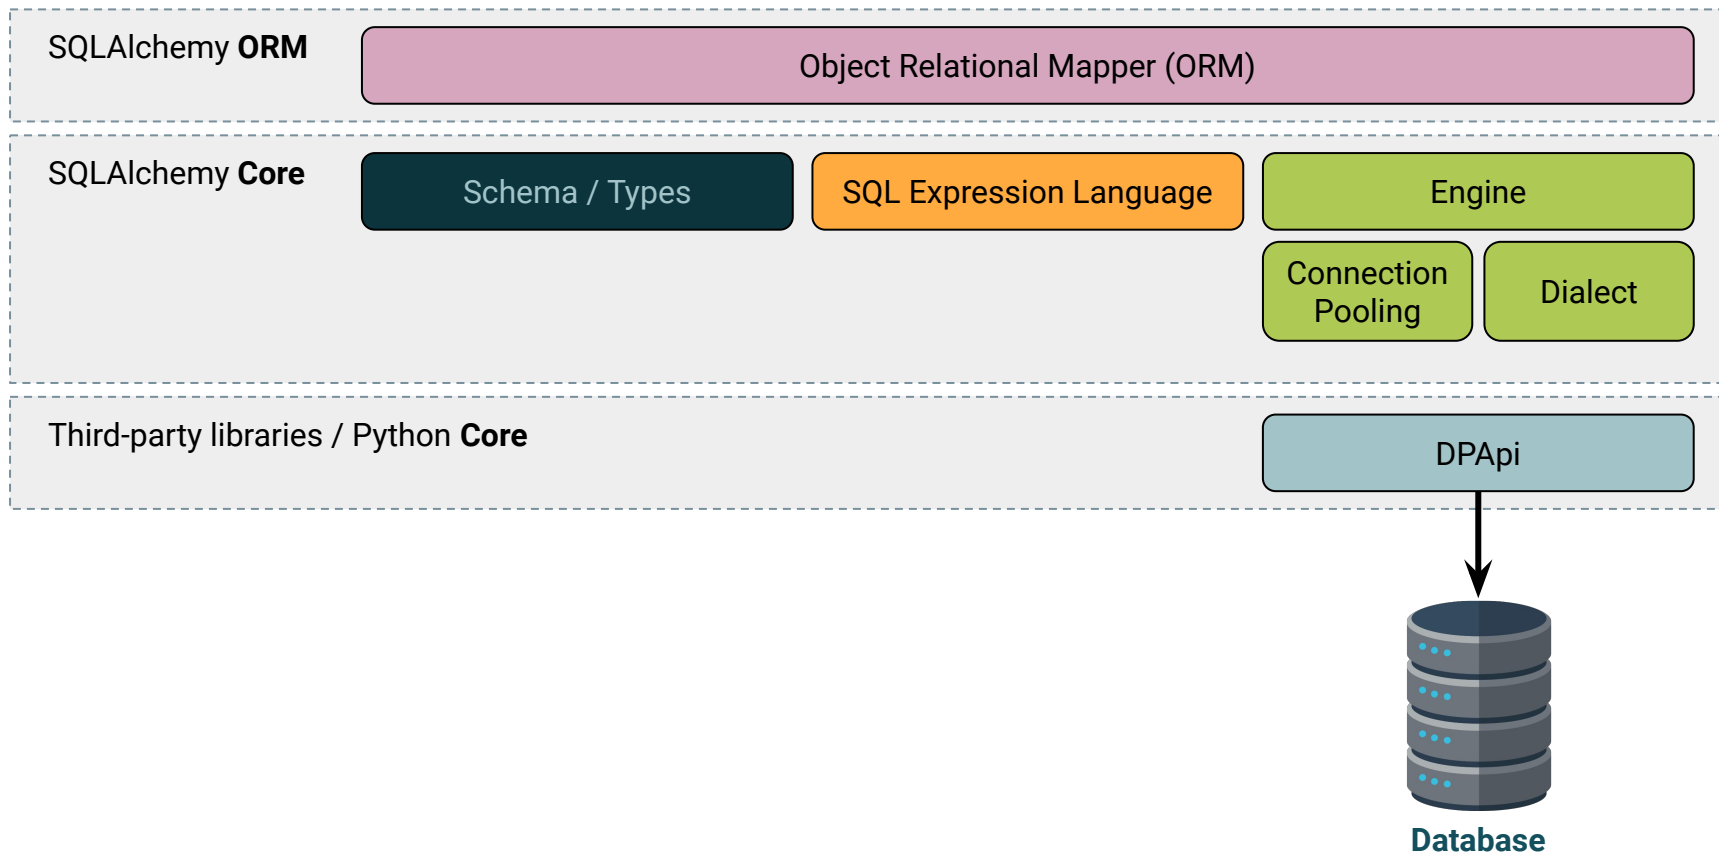 SQLAlchemy ORM
Object Relational Mapper (ORM)
SQLAlchemy Core
Schema / Types
SQL Expression Language
Engine
Connection
Pooling
Dialect
Third-party libraries / Python Core
DPApi
Database